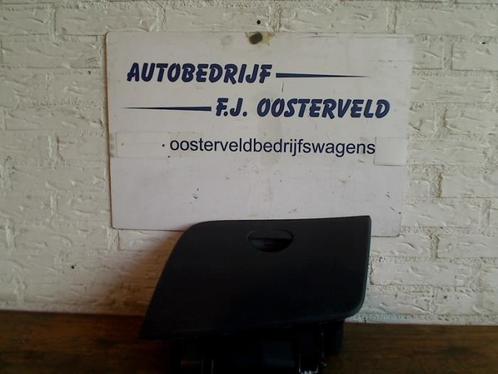 AUTOBEDRIJF
F.J. OOSTERVELD
· oosterveldbedrijfswagens